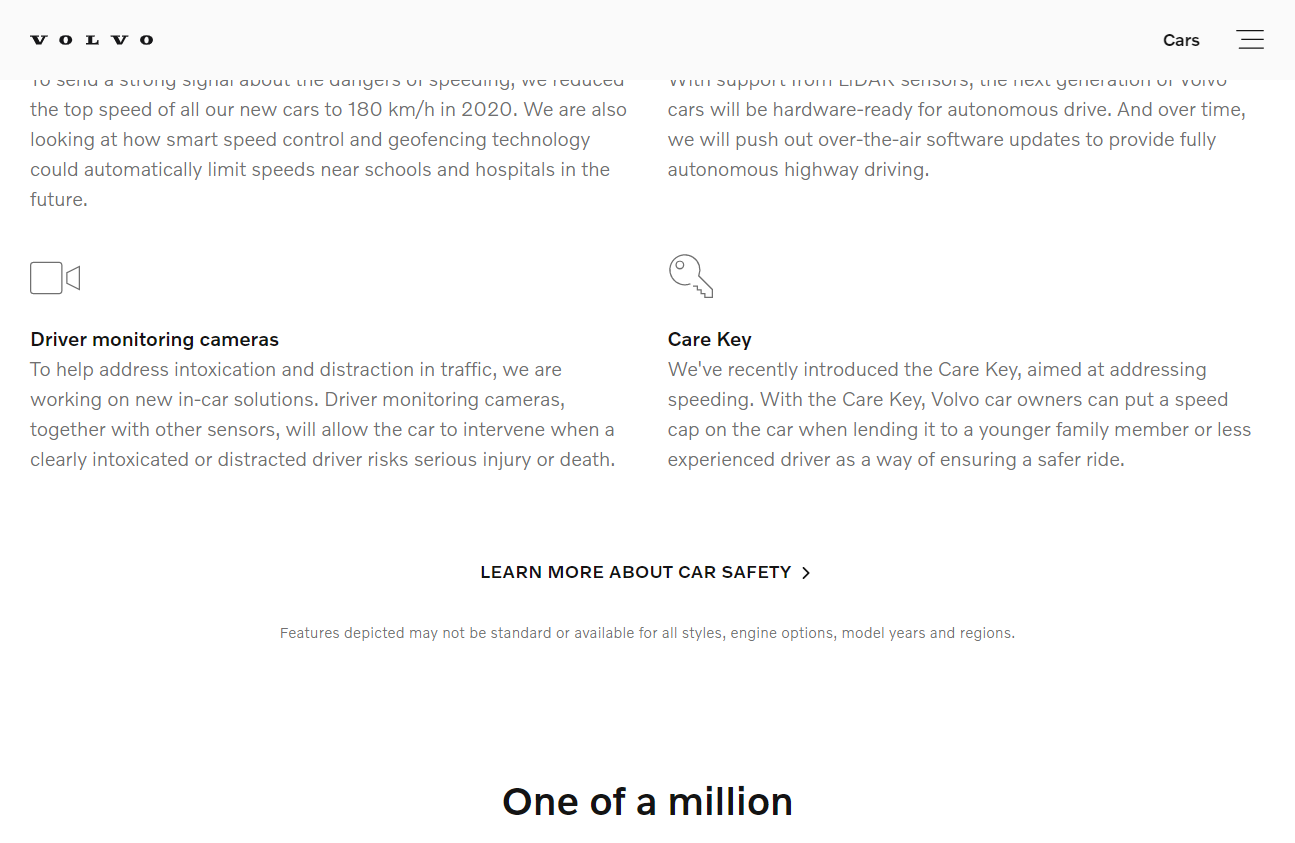 VOLVO
Cars
To send a strong signal about the dangers of speeding, we reduced
the top speed of all our new cars to 180 km/h in 2020. We are also
looking at how smart speed control and geofencing technology
could automatically limit speeds near schools and hospitals in the
future.
With support from LiDAR sensors, the next generation of Volvo
cars will be hardware-ready for autonomous drive. And over time,
we will push out over-the-air software updates to provide fully
autonomous highway driving.
Driver monitoring cameras
To help address intoxication and distraction in traffic, we are
working on new in-car solutions. Driver monitoring cameras,
together with other sensors, will allow the car to intervene when a
clearly intoxicated or distracted driver risks serious injury or death.
Care Key
We've recently introduced the Care Key, aimed at addressing
speeding. With the Care Key, Volvo car owners can put a speed
cap on the car when lending it to a younger family member or less
experienced driver as a way of ensuring a safer ride.
LEARN MORE ABOUT CAR SAFETY
Features depicted may not be standard or available for all styles, engine options, model years and regions.
One of a million